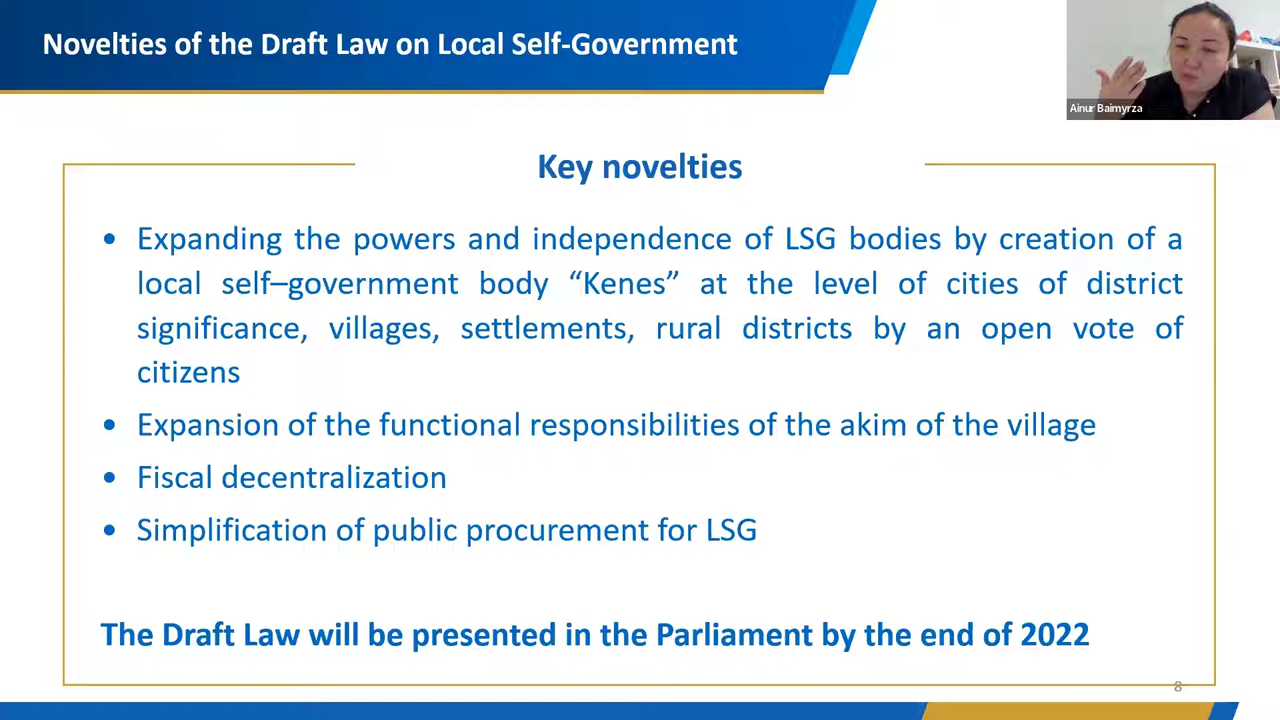 Novelties of the Draft Law on Local Self-Government
Ainur Baimyrza
Key novelties
• Expanding the powers and independence of LSG bodies by creation of a
local self–government body “Kenes” at the level of cities of district
significance, villages, settlements, rural districts by an open vote of
citizens
• Expansion of the functional responsibilities of the akim of the village
• Fiscal decentralization
• Simplification of public procurement for LSG
The Draft Law will be presented in the Parliament by the end of 2022
8